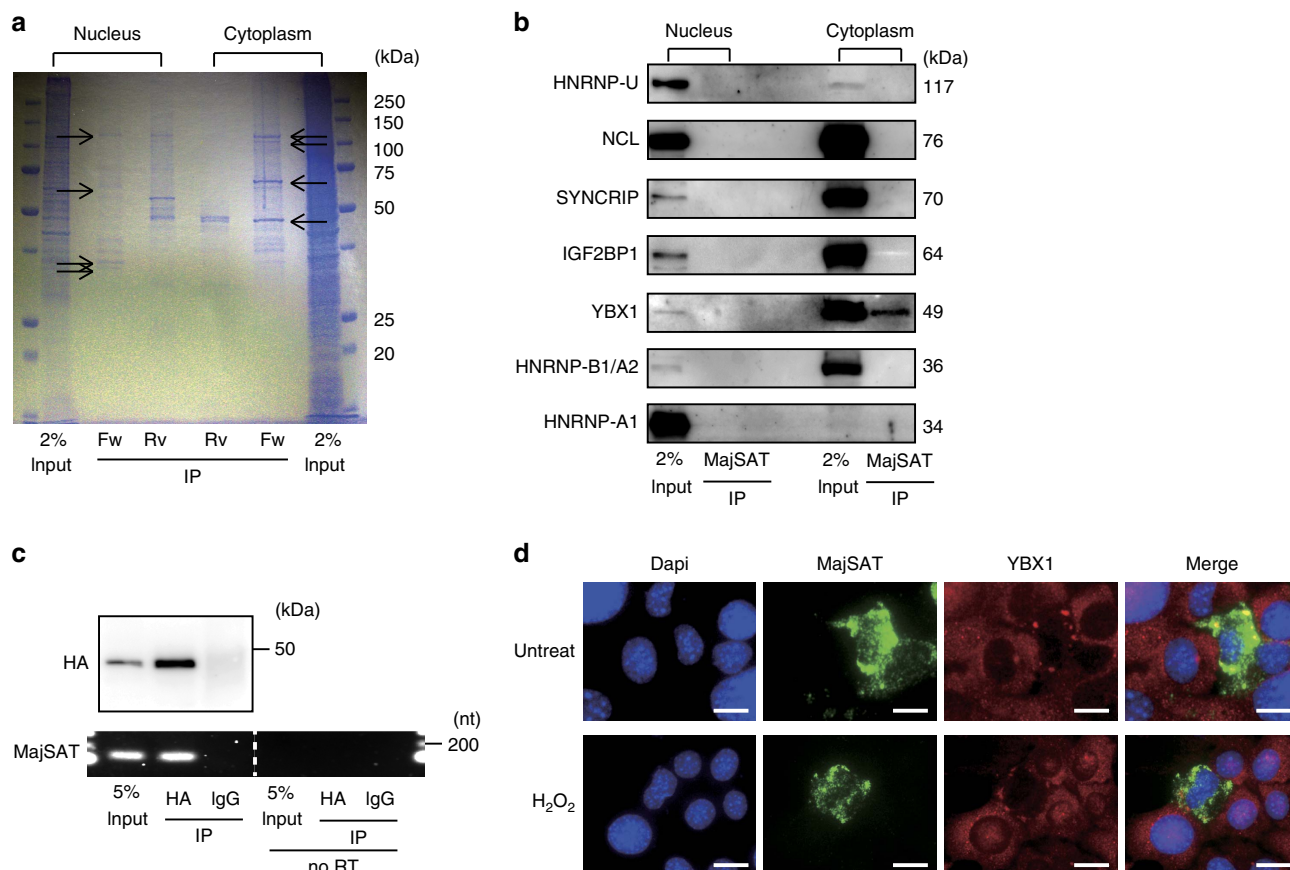 a
Nucleus
Cytoplasm
(kDa)
250
150
100
75
50
25
20
2% Input
Fw
Rv
Rv
Fw
2% Input
IP
b
Nucleus
Cytoplasm
(kDa)
HNRNP-U
117
NCL
76
SYNCRIP
70
IGF2BP1
64
YBX1
49
HNRNP-B1/A2
36
HNRNP-A1
34
2% Input
MajSAT
2% Input
MajSAT
IP
IP
c
(kDa)
HA
50
(nt)
MajSAT
200
5% Input
HA
IgG
5% Input
HA
IgG
IP
IP
no RT
d
Dapi
MajSAT
YBX1
Merge
Untreat
H₂O₂